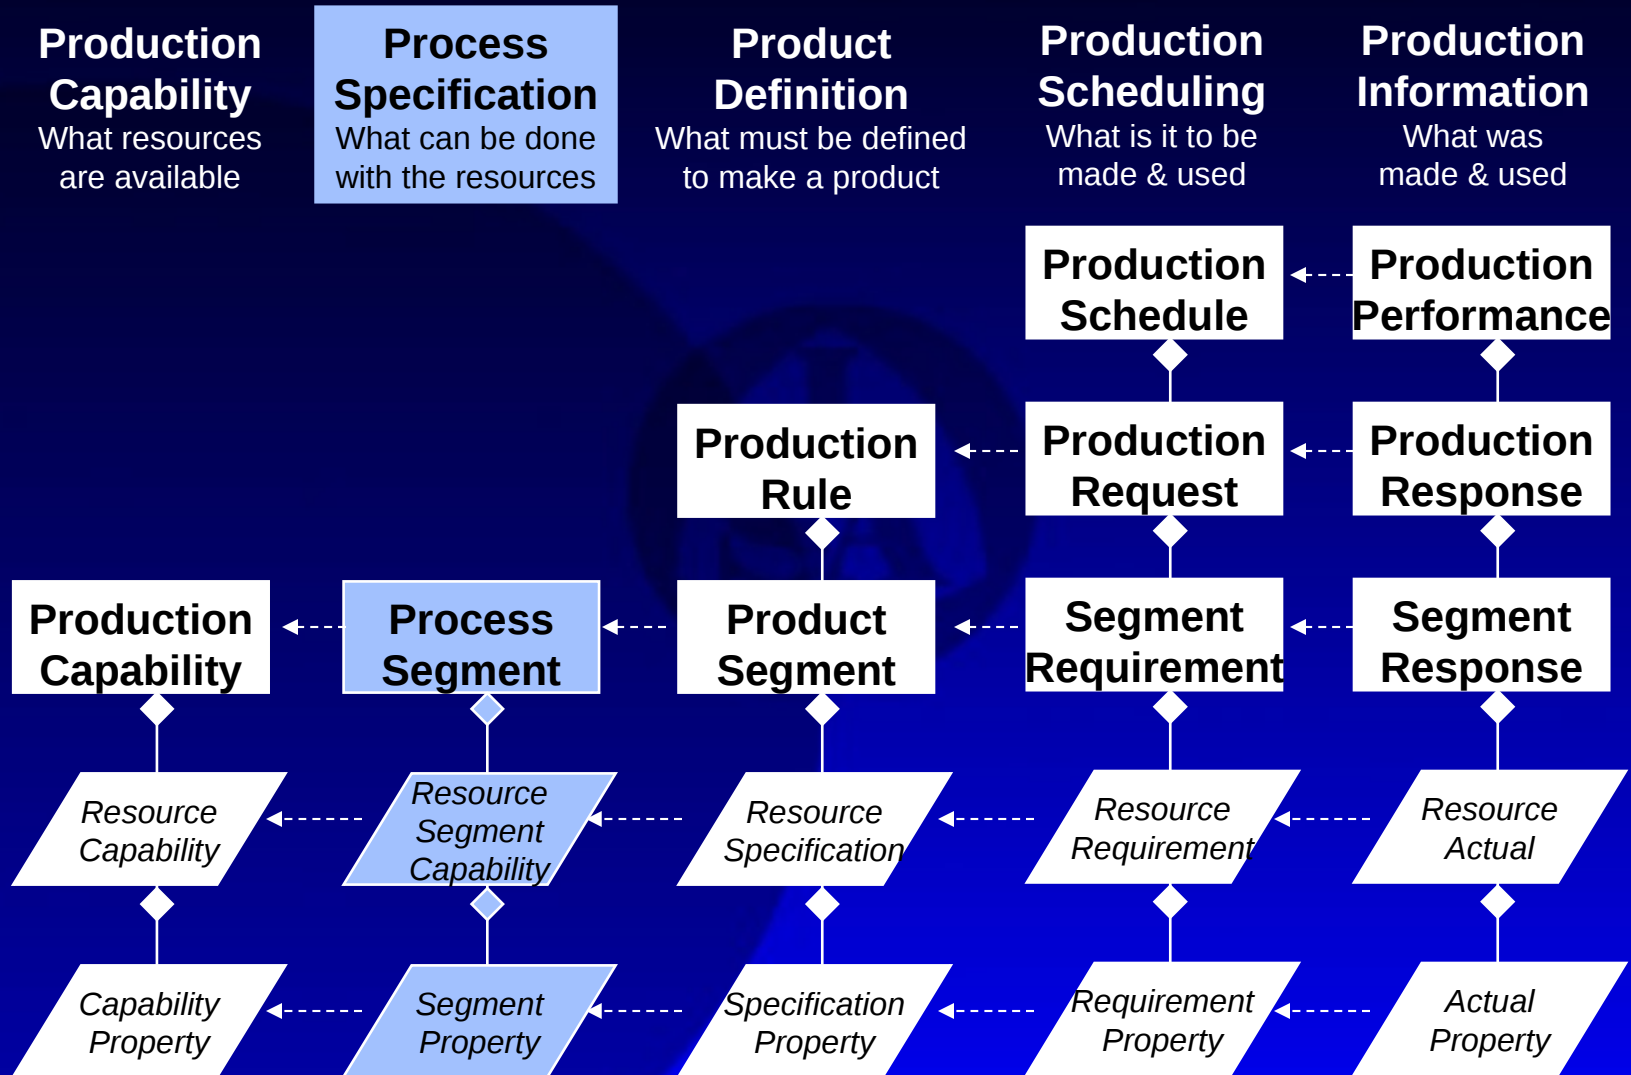 Production
Capability
What resources
are available
Process
Specification
What can be done
with the resources
Product
Definition
What must be defined
to make a product
Production
Scheduling
What is it to be
made & used
Production
Information
What was
made & used
Production
Schedule
Production
Performance
Production
Rule
Production
Request
Production
Response
Production
Capability
Process
Segment
Product
Segment
Segment
Requirement
Segment
Response
Resource
Capability
Resource
Segment
Capability
Resource
Specification
Resource
Requirement
Resource
Actual
Capability
Property
Segment
Property
Specification
Property
Requirement
Property
Actual
Property